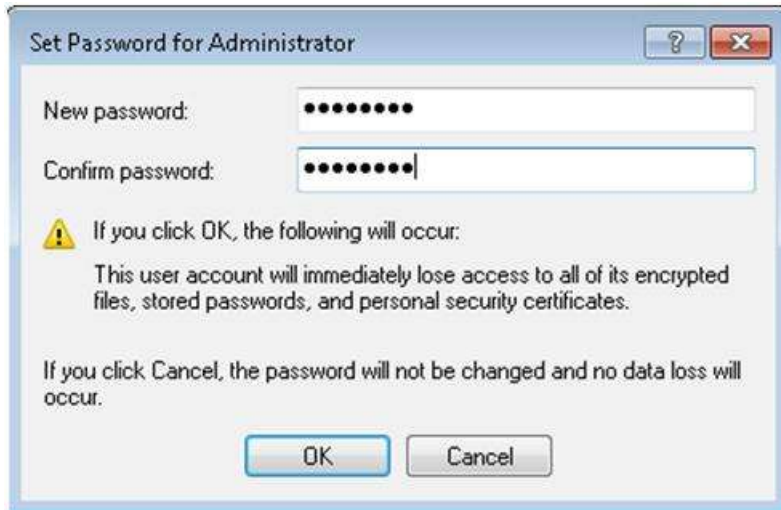 Set Password for Administrator
New password: ••••••••
Confirm password: ••••••••
If you click OK, the following will occur:
This user account will immediately lose access to all of its encrypted
files, stored passwords, and personal security certificates.
If you click Cancel, the password will not be changed and no data loss will
occur.
OK Cancel